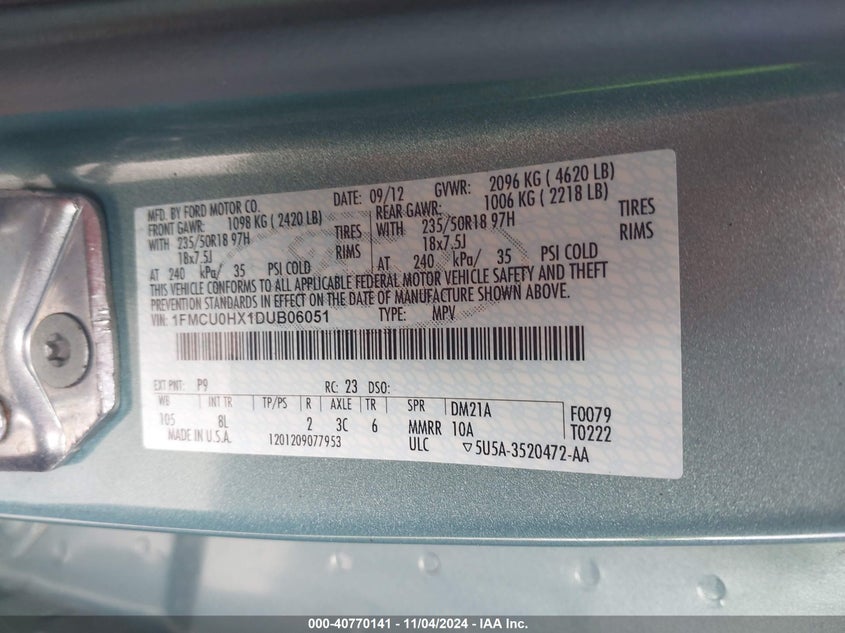 MFD. BY FORD MOTOR CO. DATE: 09/12 GVWR: 2096 KG ( 4620 LB)
FRONT GAWR: 1098 KG ( 2420 LB) REAR GAWR: 1006 KG ( 2218 LB)
WITH 235/50R18 97H TIRES WITH 235/50R18 97H TIRES
18x7.5J RIMS 18x7.5J RIMS
AT 240 kPa/ 35 PSI COLD AT 240 kPa/ 35 PSI COLD
THIS VEHICLE CONFORMS TO ALL APPLICABLE FEDERAL MOTOR VEHICLE SAFETY AND THEFT
PREVENTION STANDARDS IN EFFECT ON THE DATE OF MANUFACTURE SHOWN ABOVE.
VIN: 1FMCU0HX1DUB06051 TYPE: MPV
EXT PNT: P9 RC: 23 DSO:
WB INT TR TP/PS R AXLE TR SPR DM21A F0079
105 8L 2 3C 6 MMRR 10A T0222
MADE IN U.S.A. 1201209077953 ULC ▽5U5A-3520472-AA
000-40770141 - 11/04/2024 - IAA Inc.